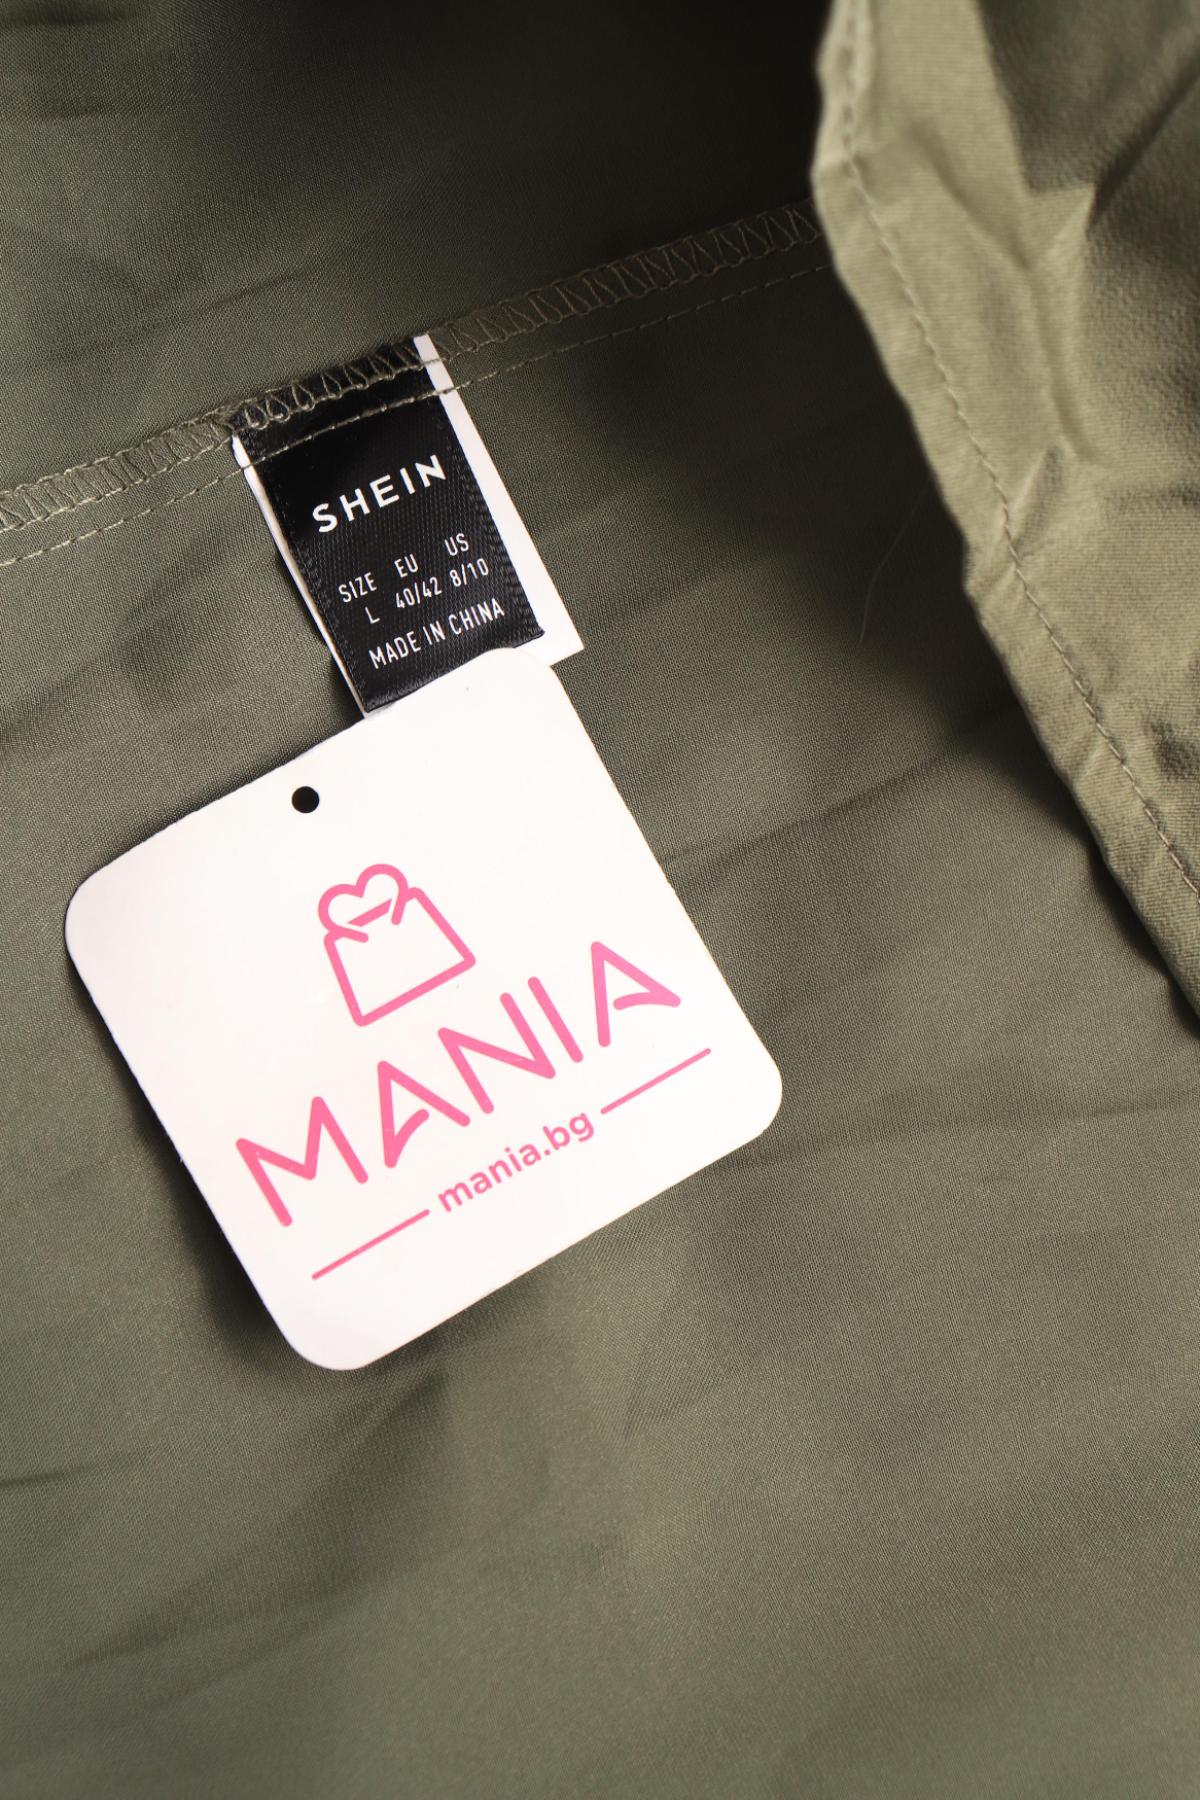 SHEIN
SIZE EU US
L 40/42 8/10
MADE IN CHINA
MANIA
mania.bg